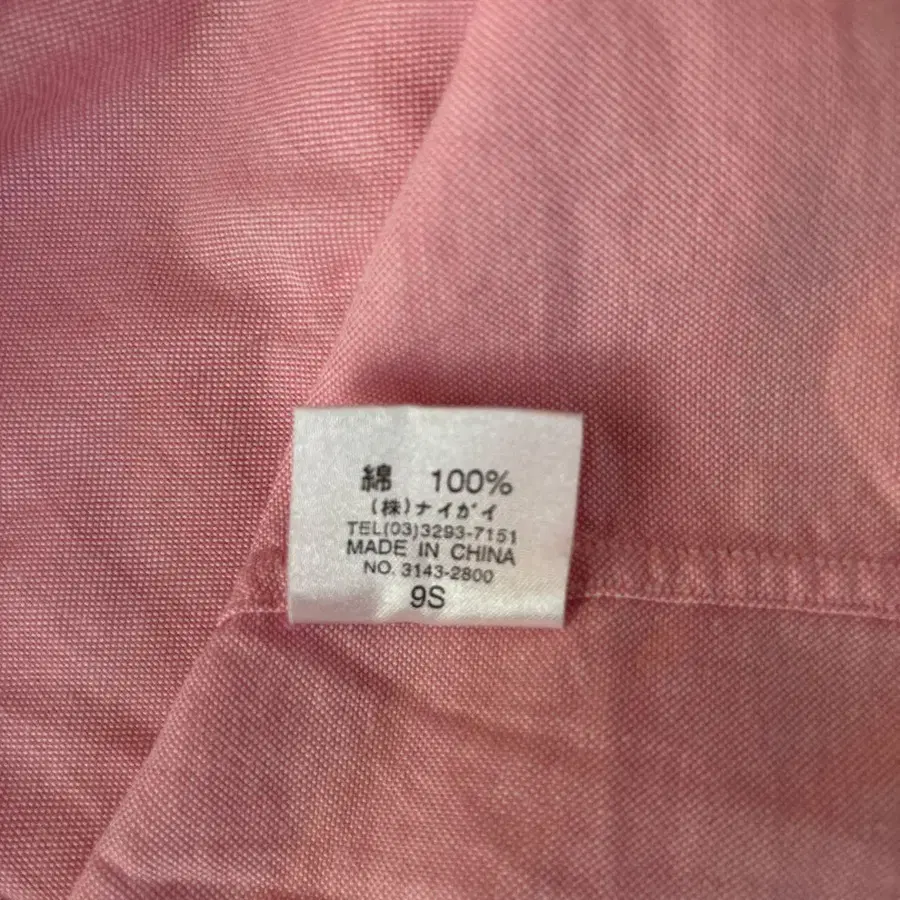 綿 100%
(株)ナイガイ
TEL(03)3293-7151
MADE IN CHINA
NO. 3143-2800
9S